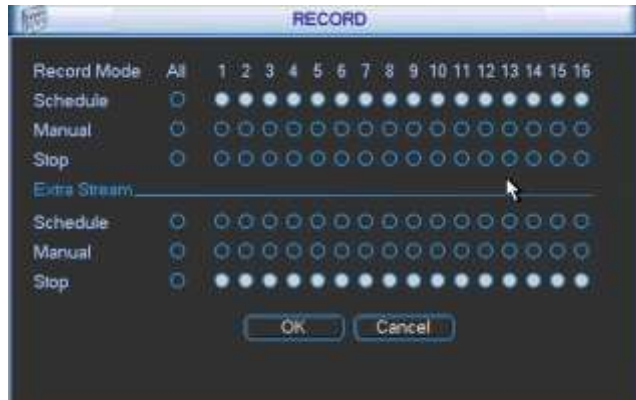 RECORD
Record Mode All 1 2 3 4 5 6 7 8 9 10 11 12 13 14 15 16
Schedule
Manual
Stop
Extra Stream
Schedule
Manual
Stop
OK Cancel